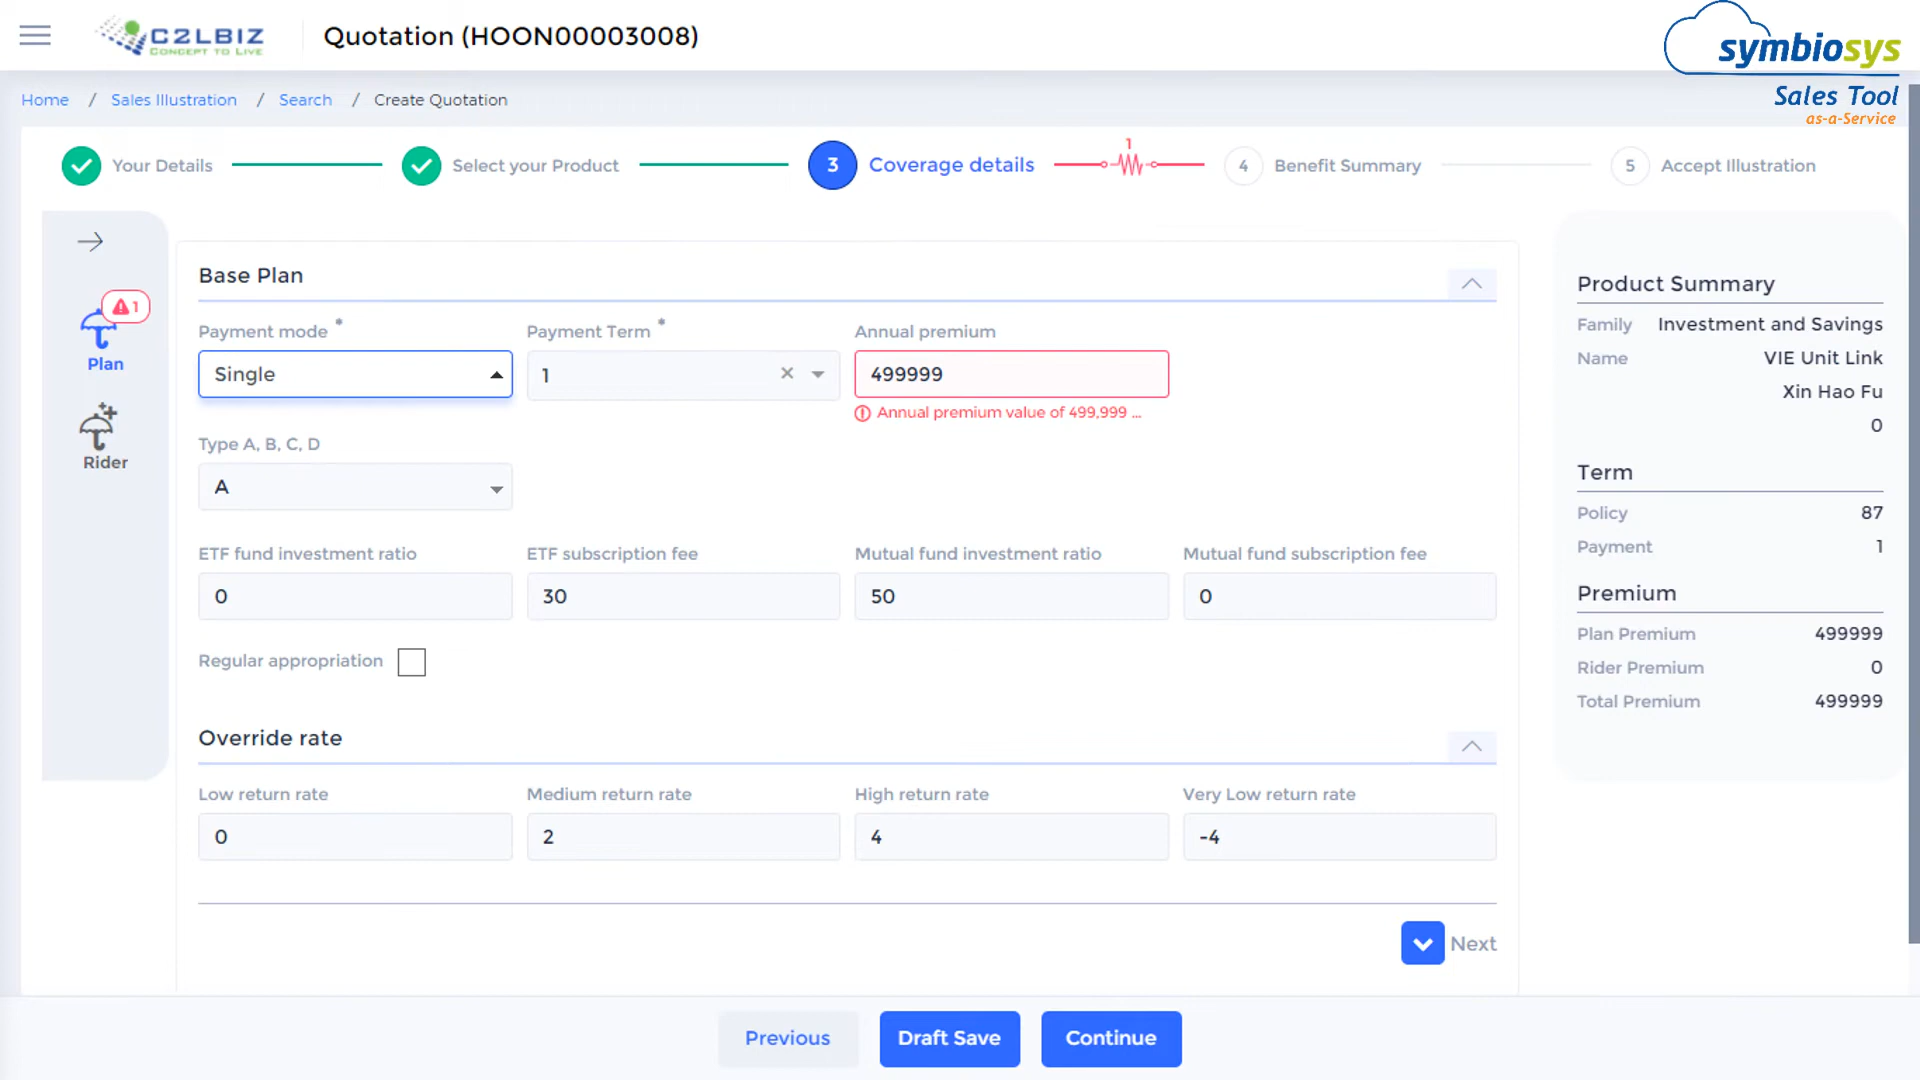 C2LBIZ
CONCEPT TO LIVE
Quotation (HOON00003008)
symbiosys
Sales Tool
as-a-Service
Home / Sales Illustration / Search / Create Quotation
Your Details
Select your Product
3 Coverage details
1
4 Benefit Summary
5 Accept Illustration
1
Plan
Rider
Base Plan
Payment mode * Payment Term * Annual premium
Single 1 × 499999
Annual premium value of 499,999 ...
Type A, B, C, D
A
ETF fund investment ratio ETF subscription fee Mutual fund investment ratio Mutual fund subscription fee
0 30 50 0
Regular appropriation
Override rate
Low return rate Medium return rate High return rate Very Low return rate
0 2 4 -4
Next
Product Summary
Family Investment and Savings
Name VIE Unit Link
Xin Hao Fu
0
Term
Policy 87
Payment 1
Premium
Plan Premium 499999
Rider Premium 0
Total Premium 499999
Previous Draft Save Continue